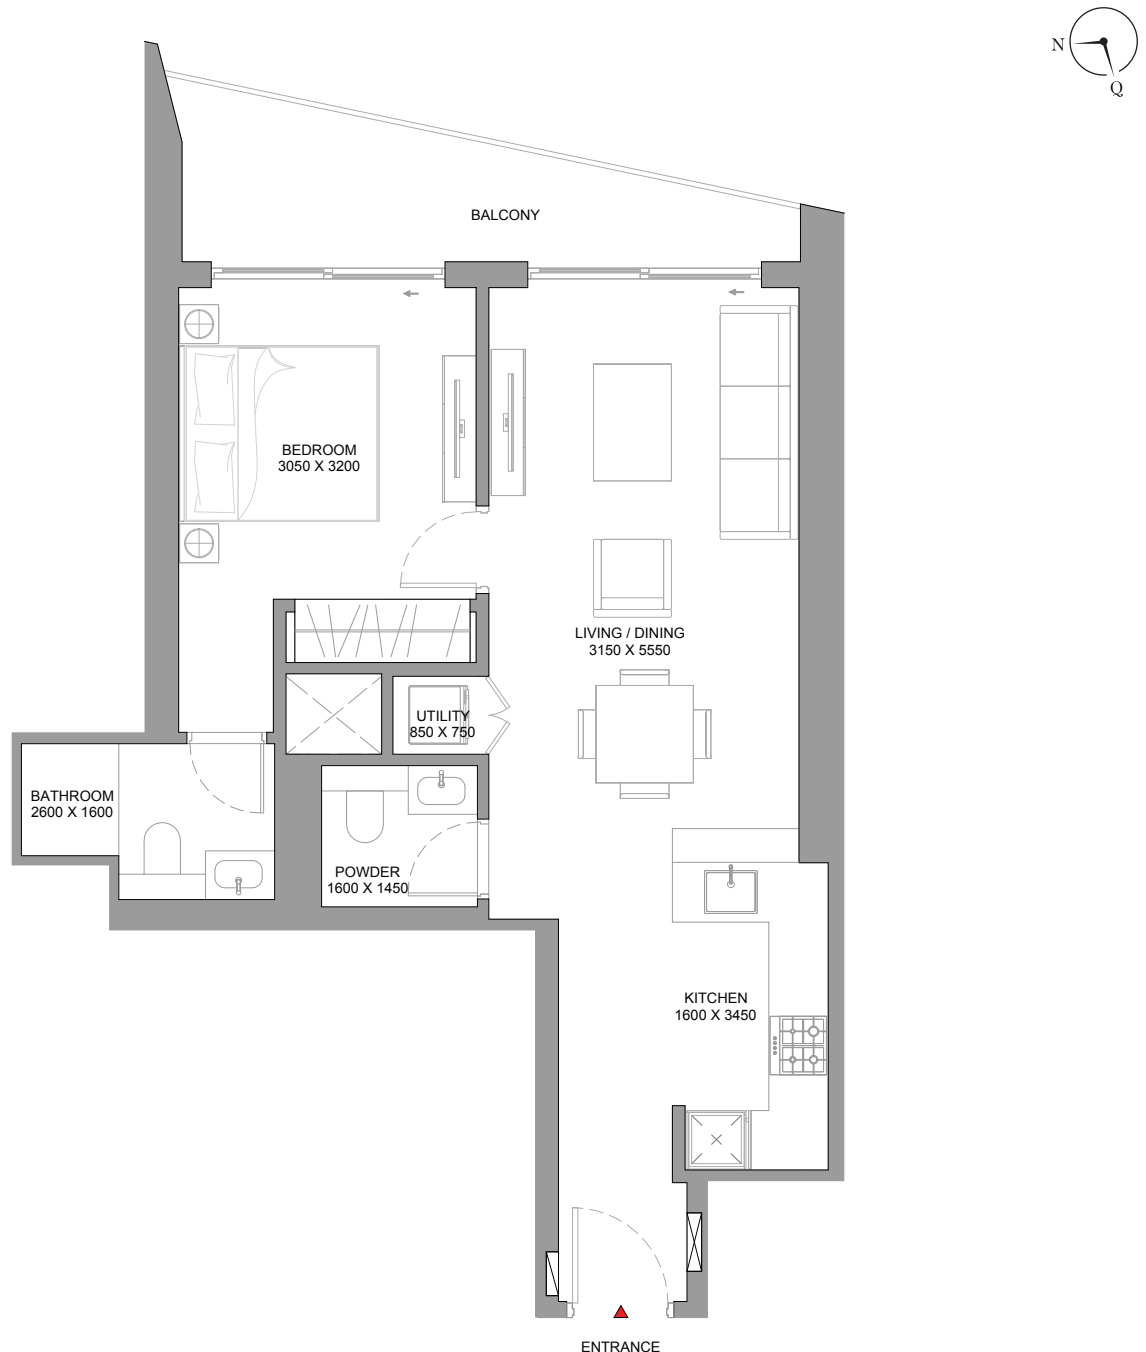 N
Q
BALCONY
BEDROOM
3050 X 3200
LIVING / DINING
3150 X 5550
UTILITY
850 X 750
BATHROOM
2600 X 1600
POWDER
1600 X 1450
KITCHEN
1600 X 3450
ENTRANCE